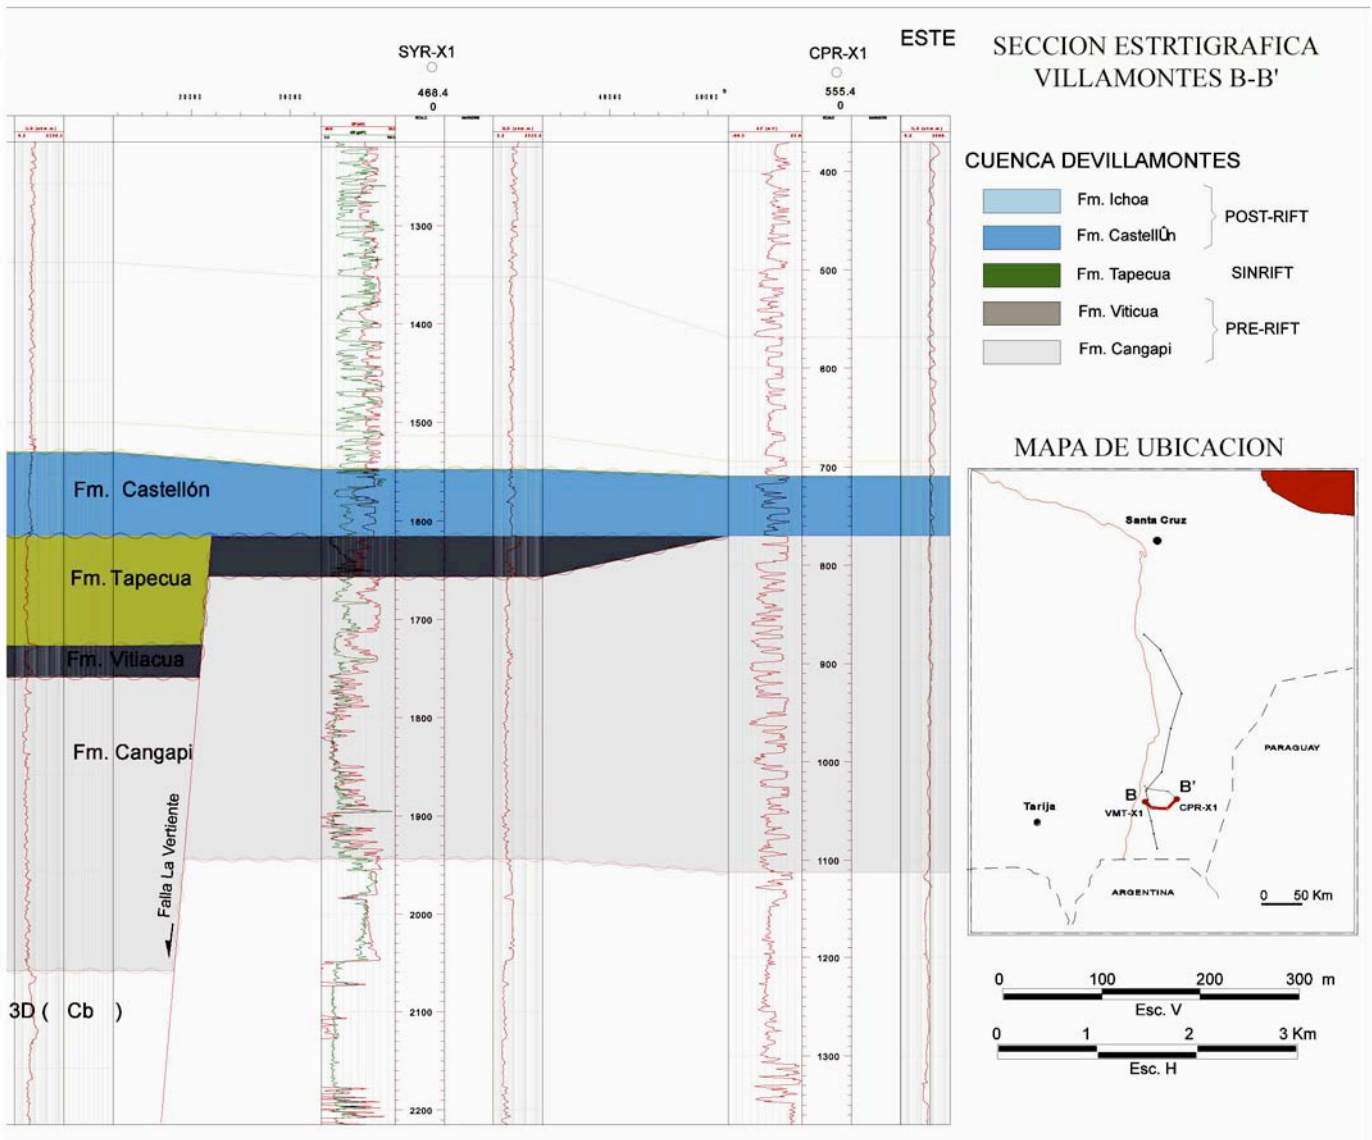 ESTE
SYR-X1
468.4
0
CPR-X1
555.4
0
20000
30000
40000
50000
1300
1400
1500
1600
1700
1800
1900
2000
2100
2200
400
500
600
700
800
900
1000
1100
1200
1300
Fm. Castellón
Fm. Tapecua
Fm. Vitiacua
Fm. Cangapi
Falla La Vertiente
3D ( Cb )
SECCION ESTRTIGRAFICA
VILLAMONTES B-B'
CUENCA DEVILLAMONTES
Fm. Ichoa
Fm. CastellÛn
POST-RIFT
Fm. Tapecua
SINRIFT
Fm. Viticua
Fm. Cangapi
PRE-RIFT
MAPA DE UBICACION
Santa Cruz
PARAGUAY
B
B'
VMT-X1
CPR-X1
Tarija
ARGENTINA
0 50 Km
0 100 200 300 m
Esc. V
0 1 2 3 Km
Esc. H